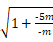 √(1 + (-5m)/(-m))